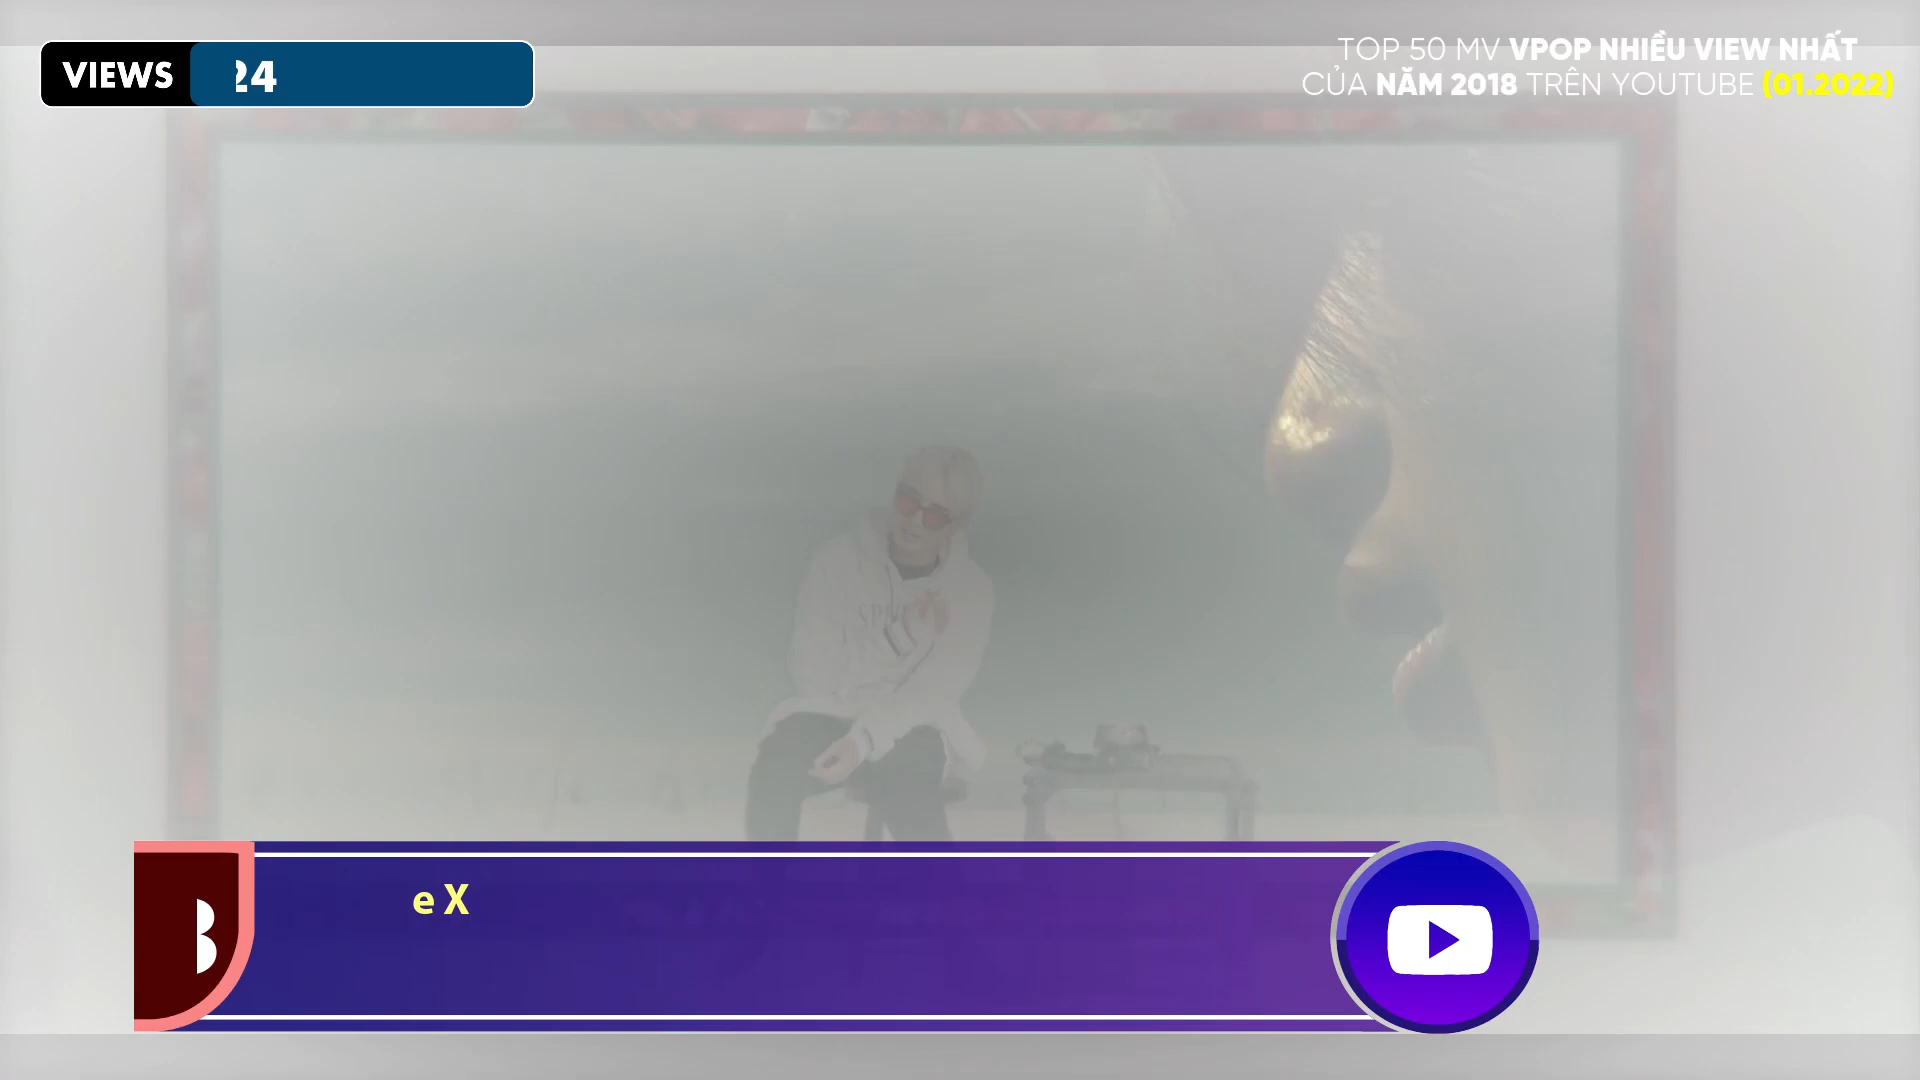 VIEWS 24
TOP 50 MV VPOP NHIỀU VIEW NHẤT
CỦA NĂM 2018 TRÊN YOUTUBE (01.2022)
e X